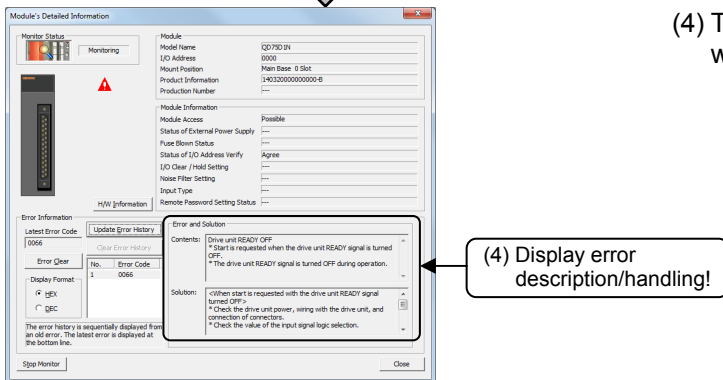 Module's Detailed Information
Monitor Status
Monitoring
Module
Model Name QD75D1N
I/O Address 0000
Mount Position Main Base 0 Slot
Product Information 140320000000000-B
Production Number ---
Module Information
Module Access Possible
Status of External Power Supply ---
Fuse Blown Status ---
Status of I/O Address Verify Agree
I/O Clear / Hold Setting ---
Noise Filter Setting ---
Input Type ---
Remote Password Setting Status ---
H/W Information
Error Information
Latest Error Code
0066
Update Error History
Clear Error History
Error Clear
No. Error Code
1 0066
Display Format
HEX
DEC
The error history is sequentially displayed from
an old error. The latest error is displayed at
the bottom line.
Error and Solution
Contents: Drive unit READY OFF
* Start is requested when the drive unit READY signal is turned
OFF.
* The drive unit READY signal is turned OFF during operation.
Solution: <When start is requested with the drive unit READY signal
turned OFF>
* Check the drive unit power, wiring with the drive unit, and
connection of connectors.
* Check the value of the input signal logic selection.
Stop Monitor
Close
(4) T
w
(4) Display error
description/handling!